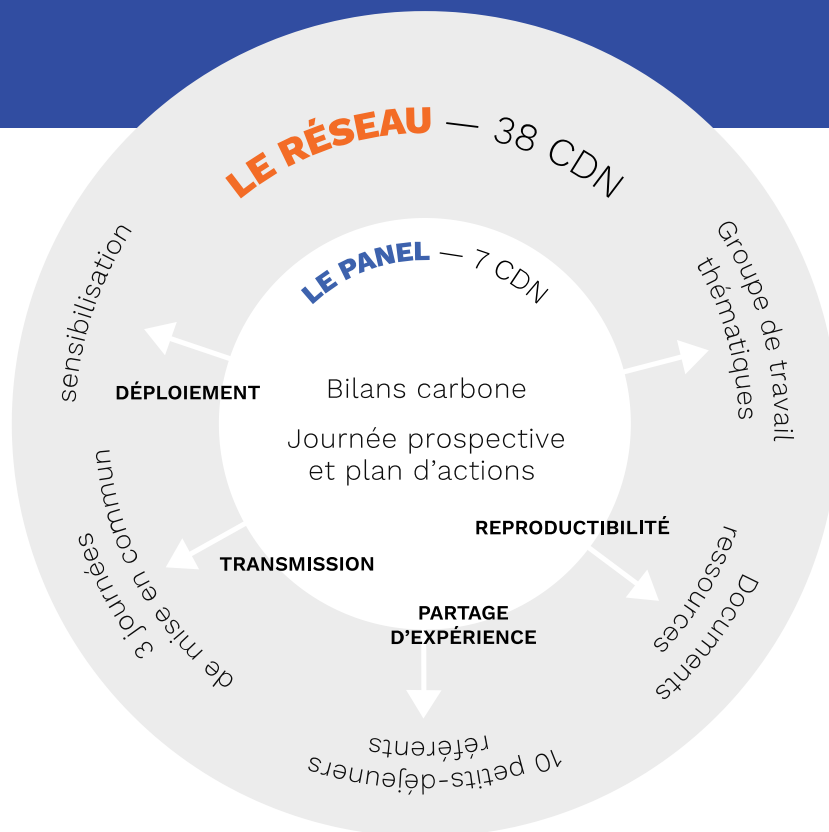 LE RÉSEAU — 38 CDN
LE PANEL — 7 CDN
sensibilisation
Groupe de travail
thématiques
DÉPLOIEMENT
Bilans carbone
Journée prospective
et plan d’actions
REPRODUCTIBILITÉ
TRANSMISSION
PARTAGE
D’EXPÉRIENCE
3 journées
de mise en commun
Documents
ressources
10 petits-déjeuners
référents